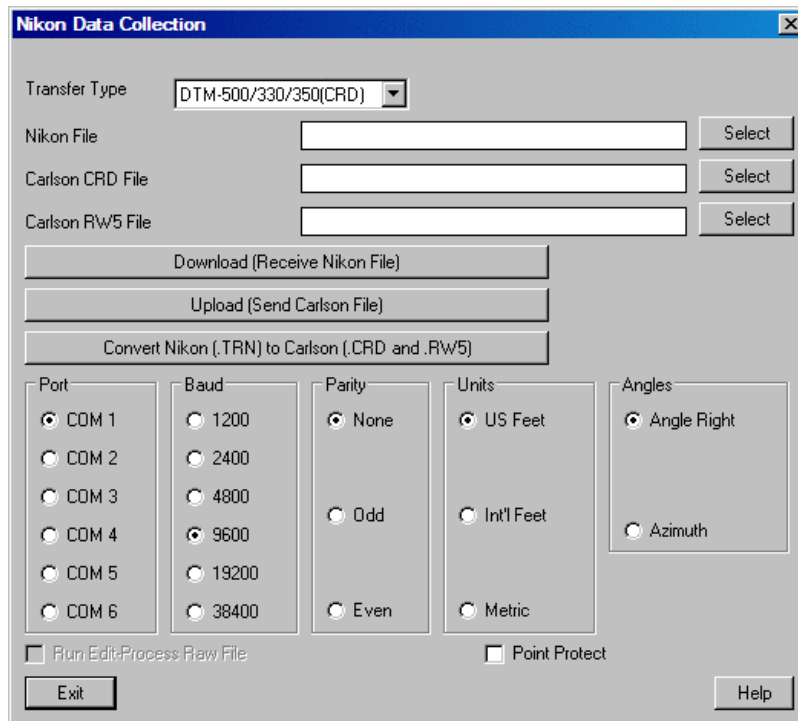 Nikon Data Collection
Transfer Type DTM-500/330/350(CRD)
Nikon File Select
Carlson CRD File Select
Carlson RW5 File Select
Download (Receive Nikon File)
Upload (Send Carlson File)
Convert Nikon (.TRN) to Carlson (.CRD and .RW5)
Port Baud Parity Units Angles
COM 1 1200 None US Feet Angle Right
COM 2 2400
COM 3 4800
Odd Int'l Feet
COM 4 9600 Azimuth
COM 5 19200
COM 6 38400 Even Metric
Run Edit-Process Raw File Point Protect
Exit Help